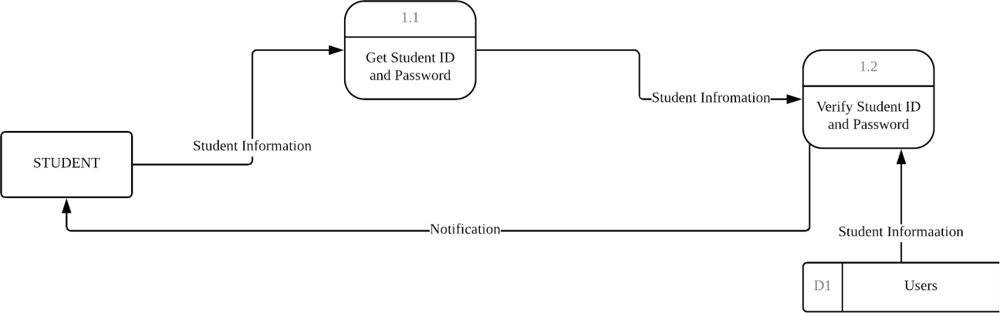 1.1
Get Student ID
and Password
1.2
Student Infromation
Verify Student ID
and Password
Student Information
STUDENT
Notification
Student Informaation
D1
Users